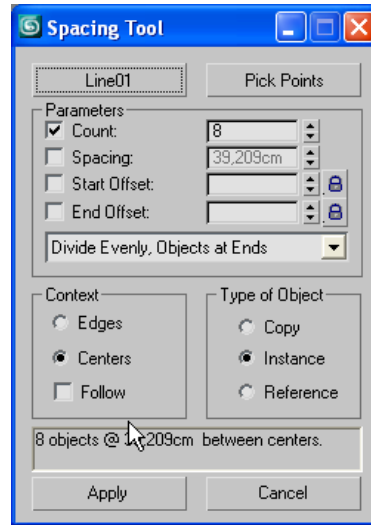 Spacing Tool
Line01 Pick Points
Parameters
Count: 8
Spacing: 39,209cm
Start Offset:
End Offset:
Divide Evenly, Objects at Ends
Context Type of Object
Edges Copy
Centers Instance
Follow Reference
8 objects @ 39,209cm between centers.
Apply Cancel